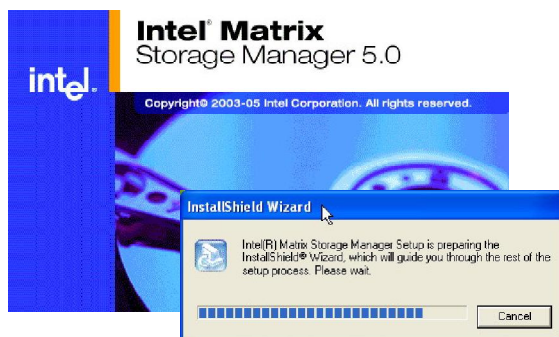 Intel® Matrix
Storage Manager 5.0
intel.
Copyright© 2003-05 Intel Corporation. All rights reserved.
InstallShield Wizard
Intel(R) Matrix Storage Manager Setup is preparing the
InstallShield® Wizard, which will guide you through the rest of the
setup process. Please wait.
Cancel